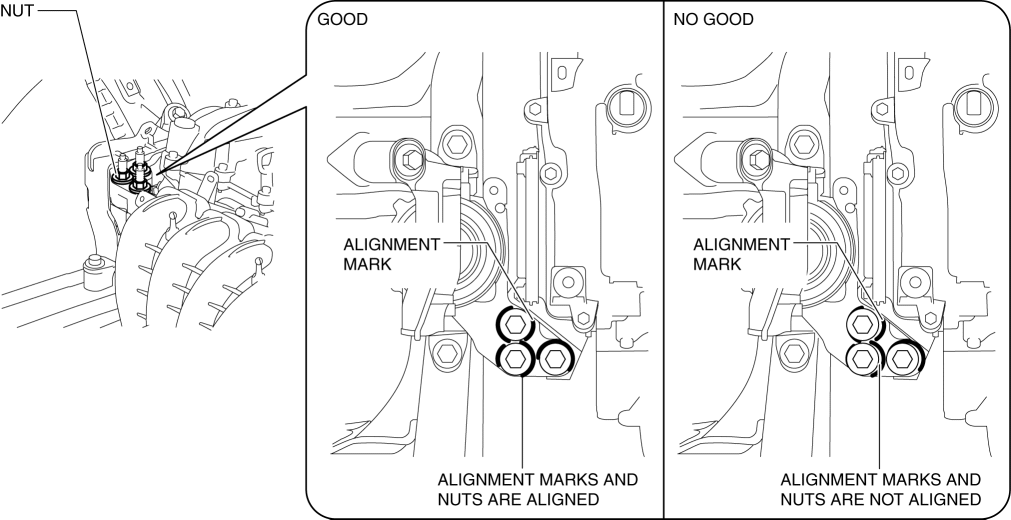 NUT
GOOD
ALIGNMENT
MARK
ALIGNMENT MARKS AND
NUTS ARE ALIGNED
NO GOOD
ALIGNMENT
MARK
ALIGNMENT MARKS AND
NUTS ARE NOT ALIGNED